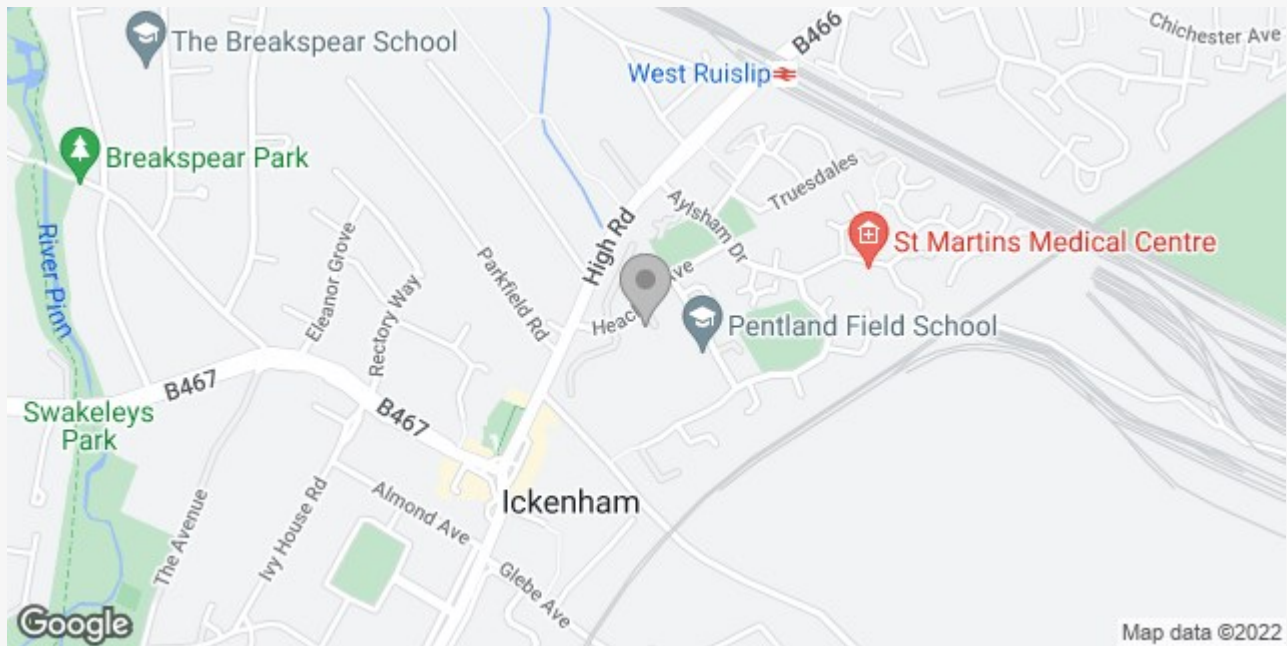 Chichester Ave
B466
The Breakspear School
West Ruislip
Breakspear Park
Truesdales
Aylsham Dr
High Rd
St Martins Medical Centre
River Pinn
Eleanor Grove
Rectory Way
Parkfield Rd
Ave
Pentland Field School
B467
Swakeleys
Park
B467
Ickenham
Almond Ave
Ivy House Rd
The Avenue
Glebe Ave
Google
Map data ©2022